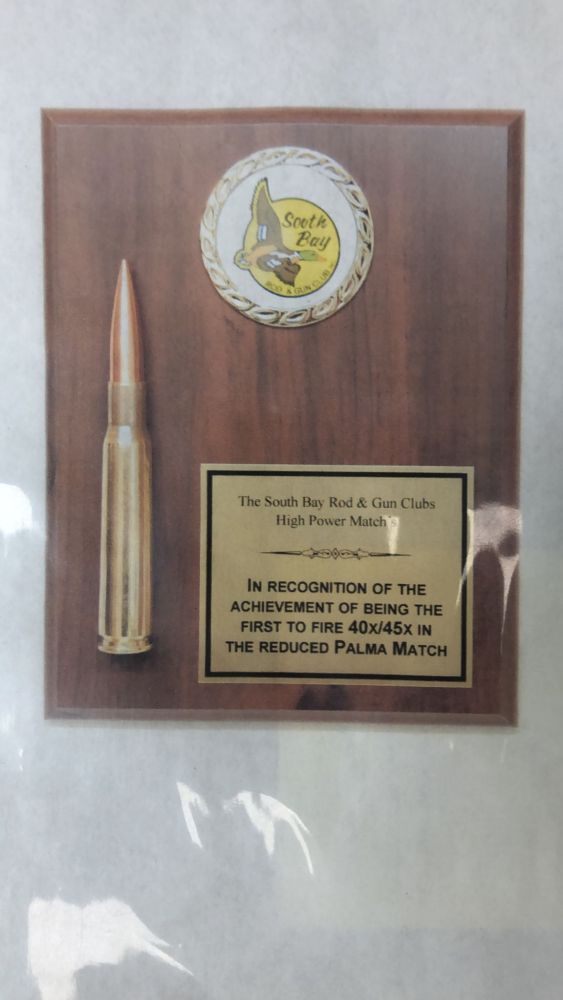 South
Bay
ROD & GUN CLUB
The South Bay Rod & Gun Clubs
High Power Match's
IN RECOGNITION OF THE
ACHIEVEMENT OF BEING THE
FIRST TO FIRE 40X/45X IN
THE REDUCED PALMA MATCH